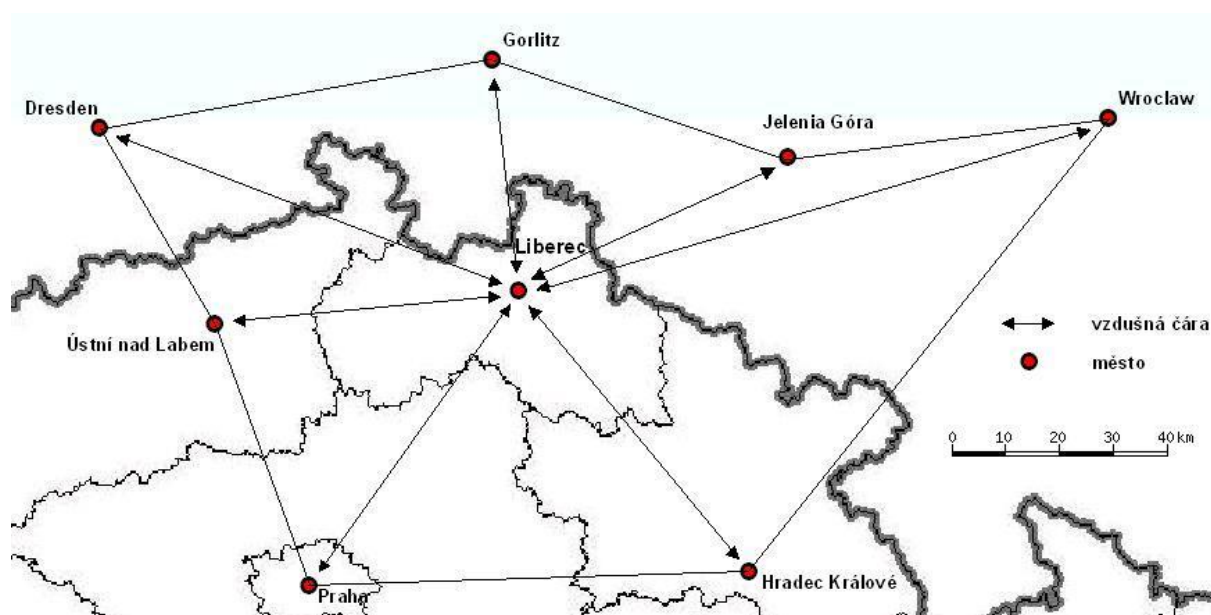 Gorlitz
Dresden
Wroclaw
Jelenia Góra
Liberec
Ústní nad Labem
vzdušná čára
město
0 10 20 30 40 km
Praha
Hradec Králové